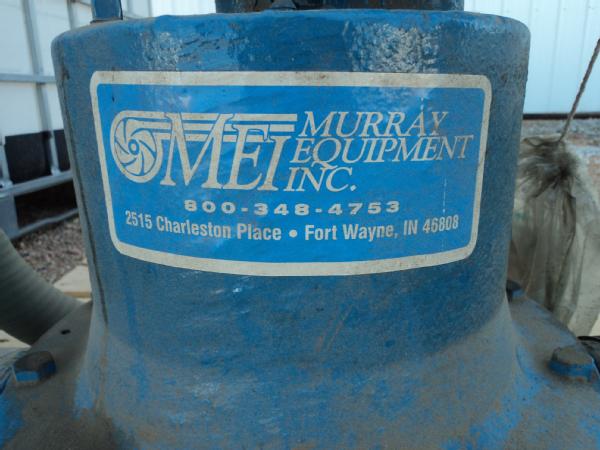 MEI
MURRAY
EQUIPMENT
INC.
800-348-4753
2515 Charleston Place • Fort Wayne, IN 46808